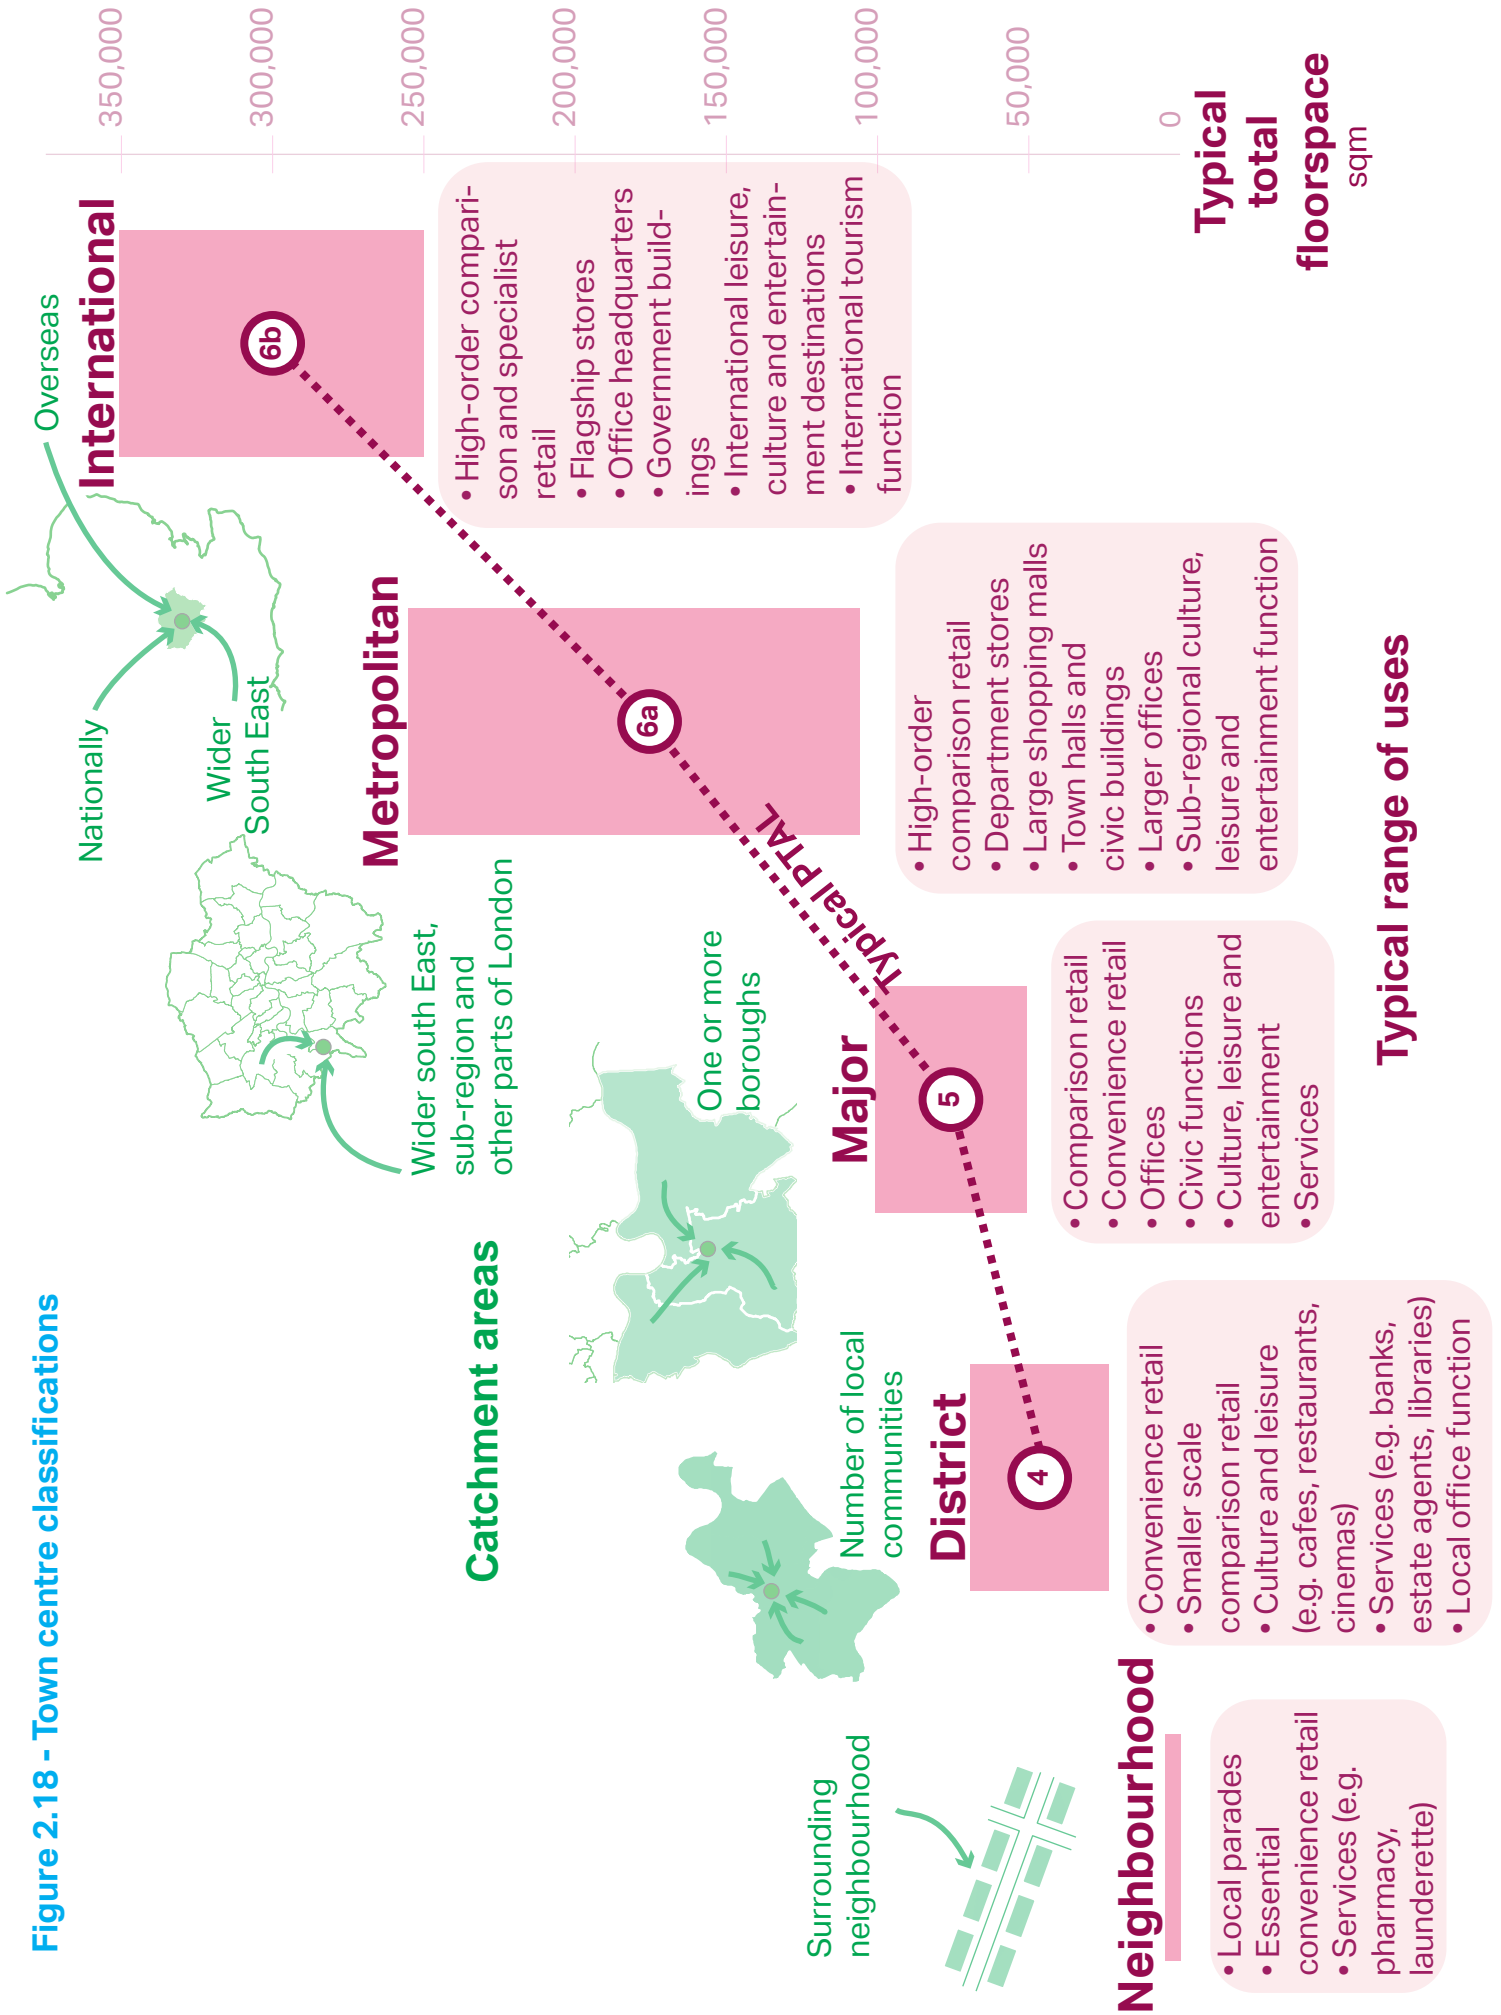 Figure 2.18 - Town centre classifications
Catchment areas
Surrounding
neighbourhood
Number of local
communities
One or more
boroughs
Wider south East,
sub-region and
other parts of London
Nationally
Wider
South East
Overseas
Neighbourhood
District
Major
Metropolitan
International
4
5
6a
6b
Typical PTAL
• Local parades
• Essential
convenience retail
• Services (e.g.
pharmacy,
launderette)
• Convenience retail
• Smaller scale
comparison retail
• Culture and leisure
(e.g. cafes, restaurants,
cinemas)
• Services (e.g. banks,
estate agents, libraries)
• Local office function
• Comparison retail
• Convenience retail
• Offices
• Civic functions
• Culture, leisure and
entertainment
• Services
• High-order
comparison retail
• Department stores
• Large shopping malls
• Town halls and
civic buildings
• Larger offices
• Sub-regional culture,
leisure and
entertainment function
• High-order compari-
son and specialist
retail
• Flagship stores
• Office headquarters
• Government build-
ings
• International leisure,
culture and entertain-
ment destinations
• International tourism
function
Typical range of uses
350,000
300,000
250,000
200,000
150,000
100,000
50,000
0
Typical
total
floorspace
sqm